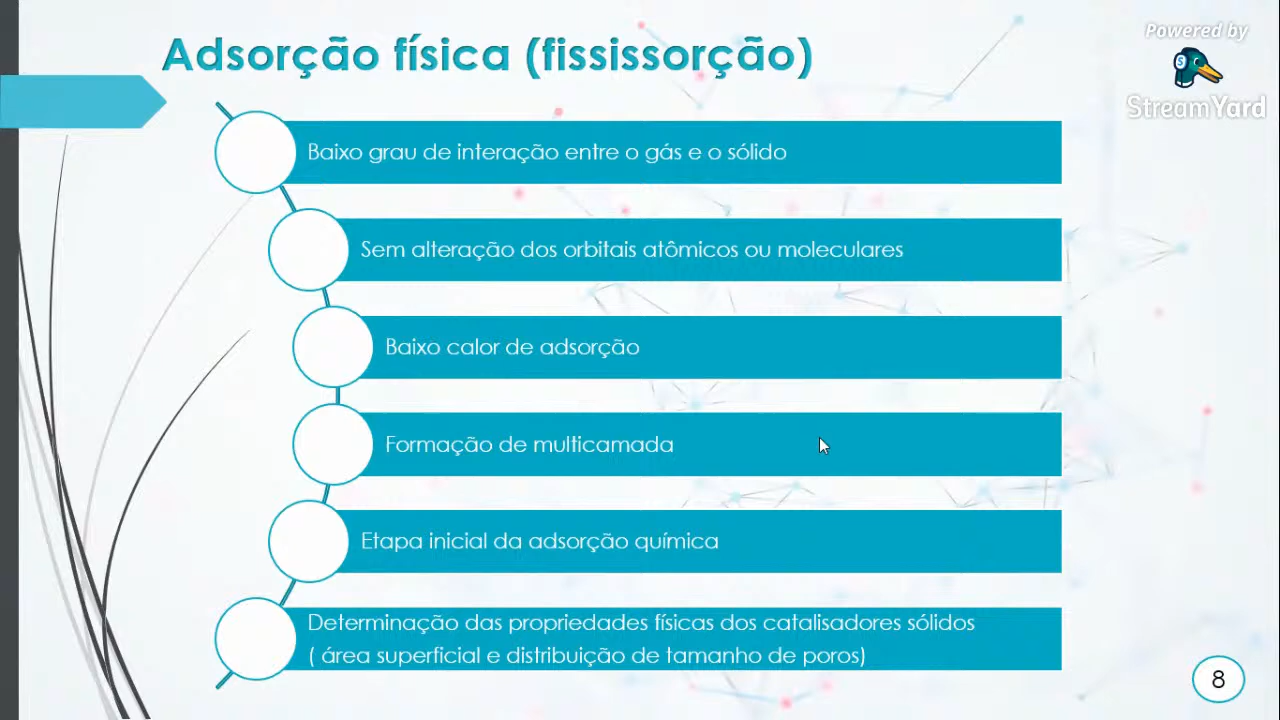 Adsorção física (fississorção)
Powered by
StreamYard
Baixo grau de interação entre o gás e o sólido
Sem alteração dos orbitais atômicos ou moleculares
Baixo calor de adsorção
Formação de multicamada
Etapa inicial da adsorção química
Determinação das propriedades físicas dos catalisadores sólidos
( área superficial e distribuição de tamanho de poros)
8